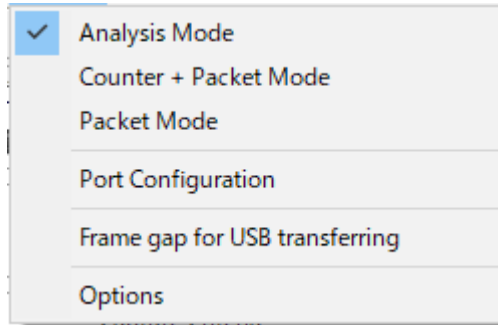 Analysis Mode
Counter + Packet Mode
Packet Mode
Port Configuration
Frame gap for USB transferring
Options